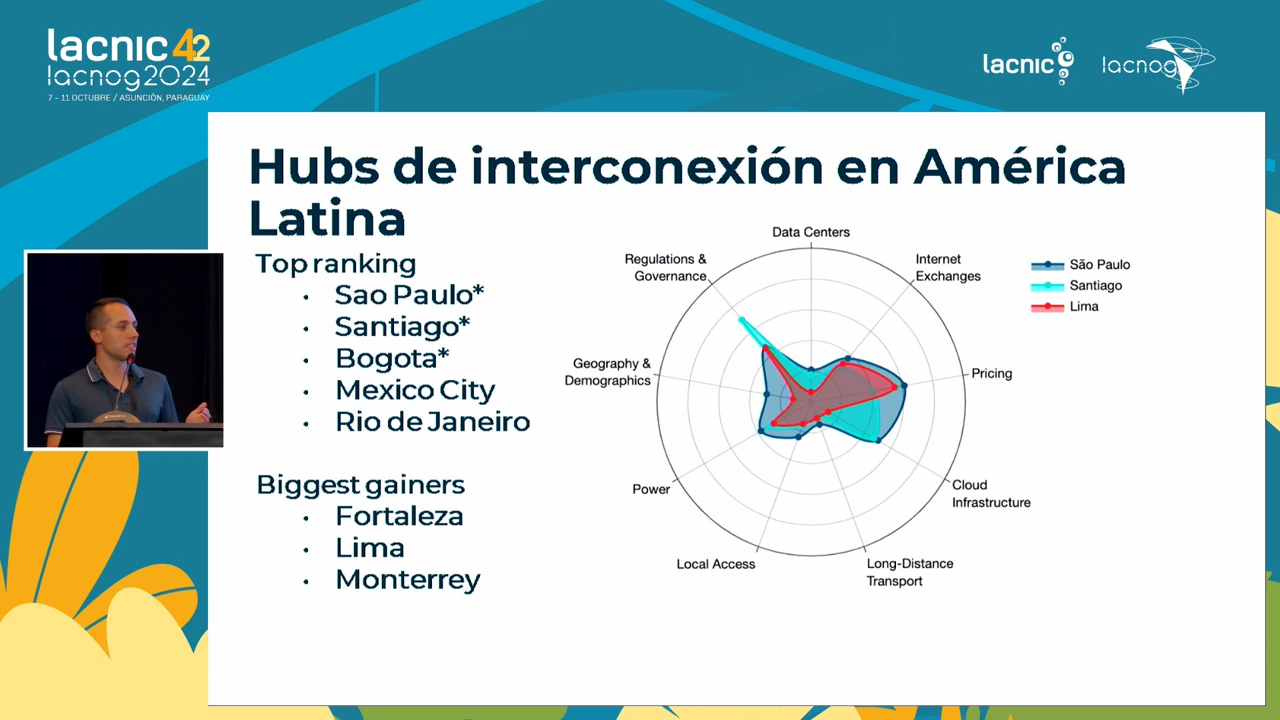 lacnic 42
lacnog2024
7 - 11 OCTUBRE / ASUNCIÓN, PARAGUAY
lacnic
lacnog
Hubs de interconexión en América
Latina
Top ranking
• Sao Paulo*
• Santiago*
• Bogota*
• Mexico City
• Rio de Janeiro
Biggest gainers
• Fortaleza
• Lima
• Monterrey
Data Centers
Internet
Exchanges
Pricing
Cloud
Infrastructure
Long-Distance
Transport
Local Access
Power
Geography &
Demographics
Regulations &
Governance
São Paulo
Santiago
Lima